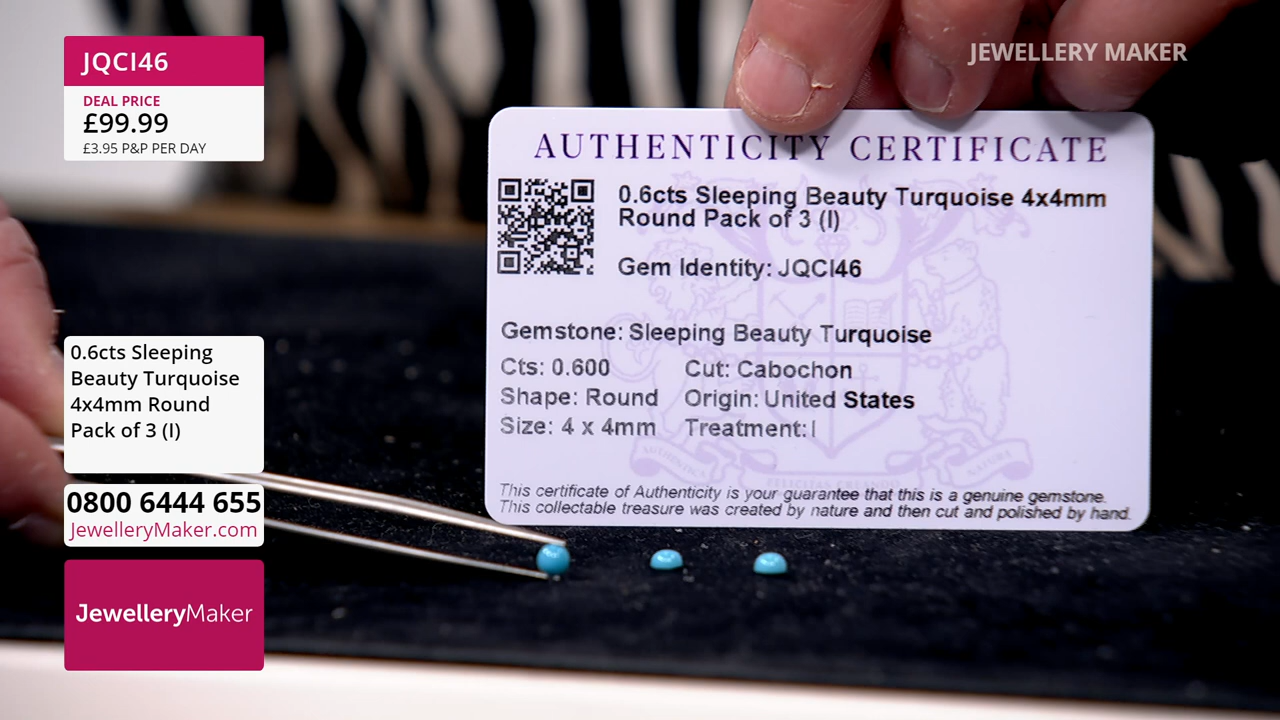 JQCI46
DEAL PRICE
£99.99
£3.95 P&P PER DAY
JEWELLERY MAKER
AUTHENTICITY CERTIFICATE
0.6cts Sleeping Beauty Turquoise 4x4mm
Round Pack of 3 (I)
Gem Identity: JQCI46
Gemstone: Sleeping Beauty Turquoise
Cts: 0.600 Cut: Cabochon
Shape: Round Origin: United States
Size: 4 x 4mm Treatment: I
This certificate of Authenticity is your guarantee that this is a genuine gemstone.
This collectable treasure was created by nature and then cut and polished by hand.
0.6cts Sleeping
Beauty Turquoise
4x4mm Round
Pack of 3 (I)
0800 6444 655
JewelleryMaker.com
JewelleryMaker